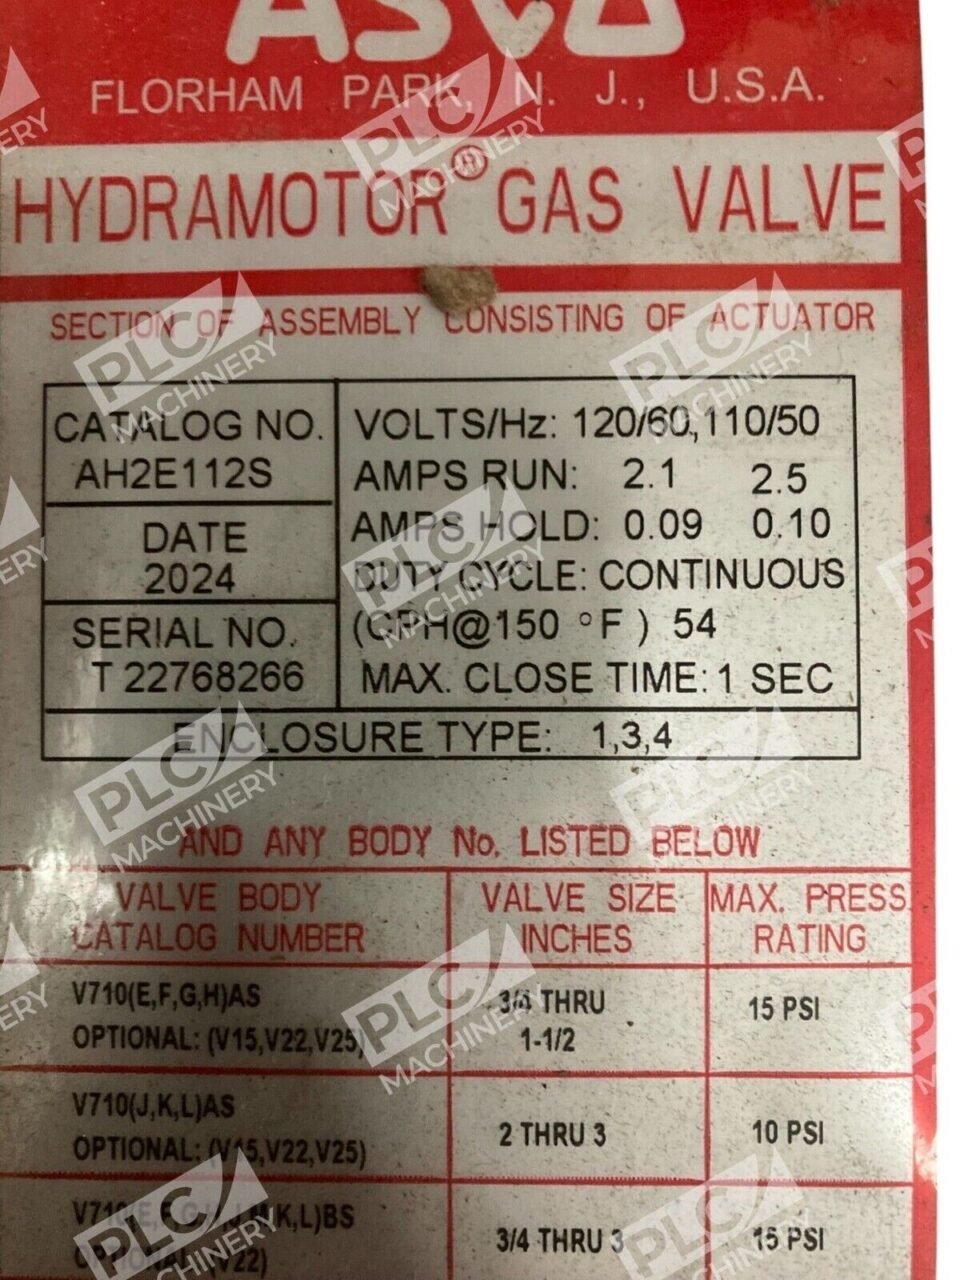 ASCO
FLORHAM PARK, N. J., U.S.A.
HYDRAMOTOR® GAS VALVE
SECTION OF ASSEMBLY CONSISTING OF ACTUATOR
CATALOG NO.
AH2E112S
DATE
2024
SERIAL NO.
T 22768266
VOLTS/Hz: 120/60,110/50
AMPS RUN: 2.1 2.5
AMPS HOLD: 0.09 0.10
DUTY CYCLE: CONTINUOUS
(CPH@150 °F) 54
MAX. CLOSE TIME: 1 SEC
ENCLOSURE TYPE: 1,3,4
AND ANY BODY No. LISTED BELOW
VALVE BODY
CATALOG NUMBER
VALVE SIZE
INCHES
MAX. PRESS
RATING
V710(E,F,G,H)AS
OPTIONAL: (V15,V22,V25)
3/4 THRU
1-1/2
15 PSI
V710(J,K,L)AS
OPTIONAL: (V15,V22,V25)
2 THRU 3
10 PSI
OPTIONAL: (V22)
3/4 THRU 3
15 PSI
PLC
MACHINERY